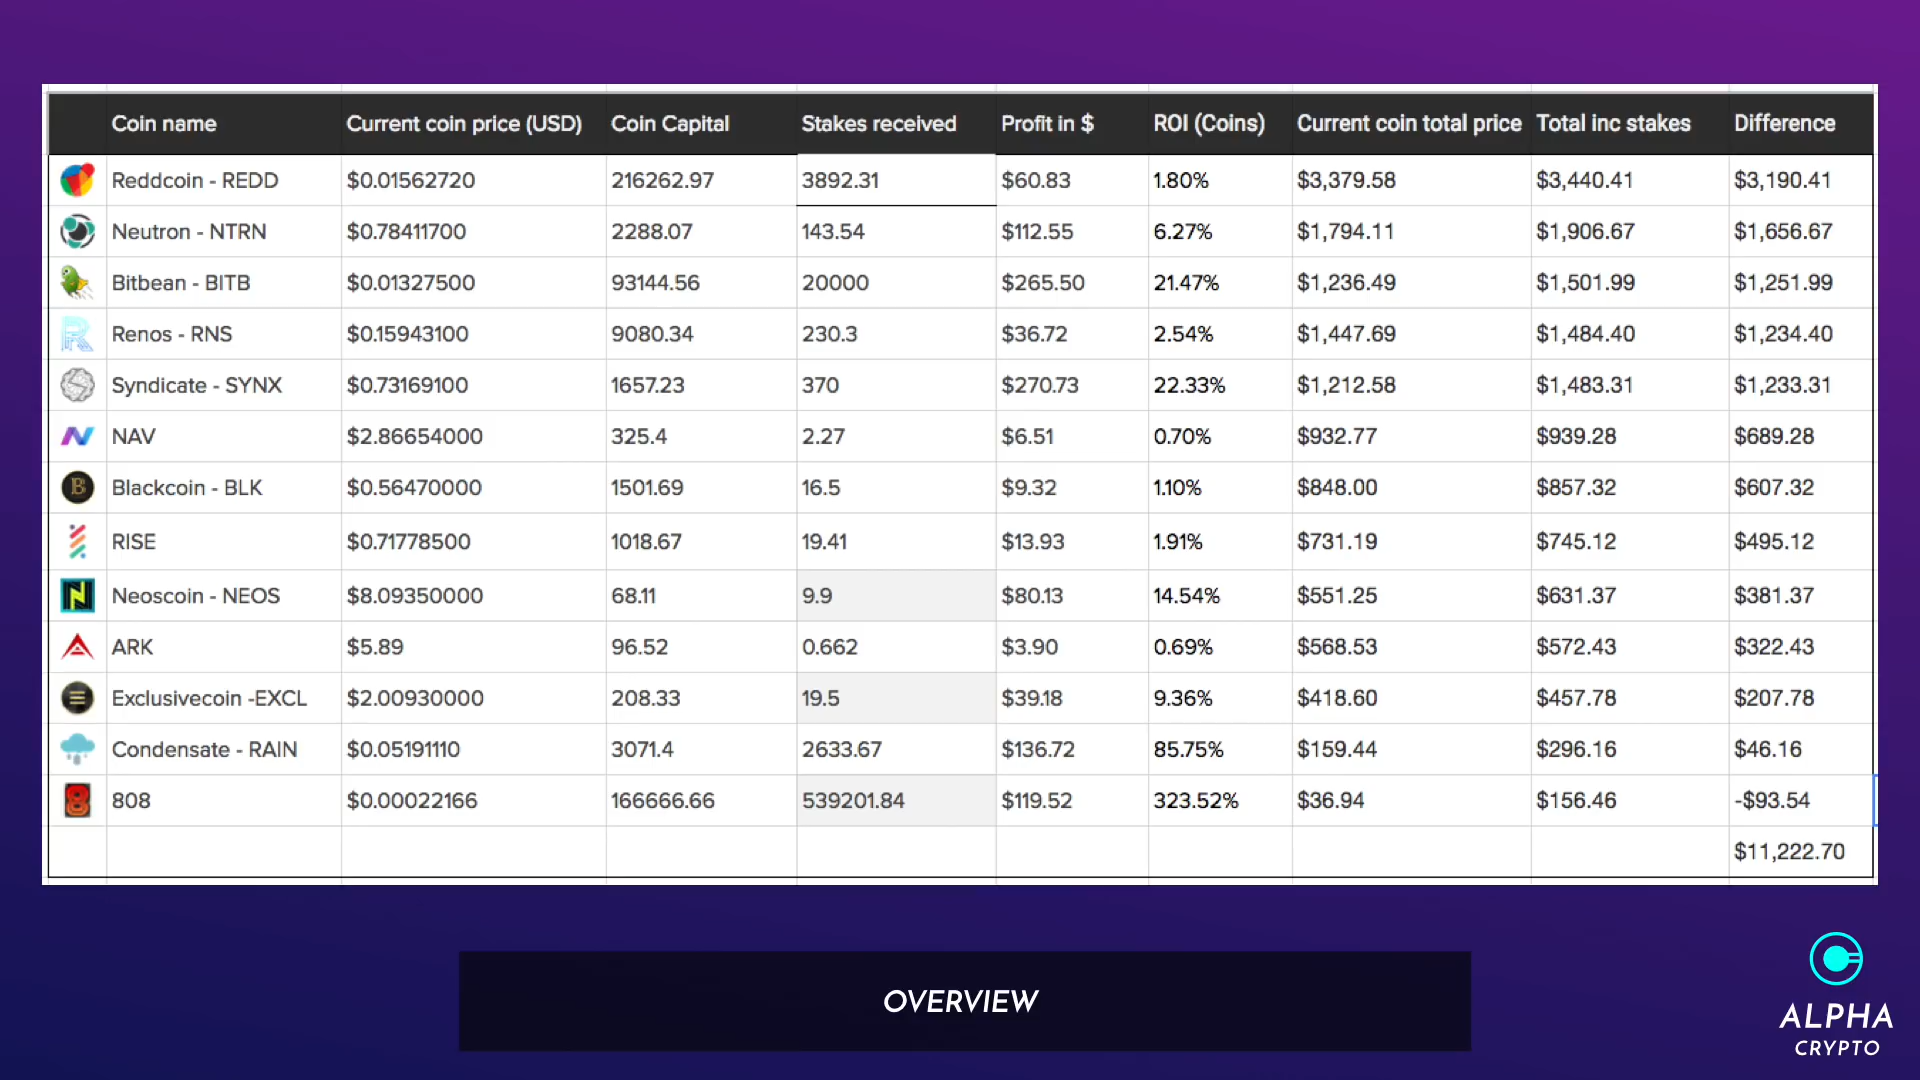 Coin name Current coin price (USD) Coin Capital Stakes received Profit in $ ROI (Coins) Current coin total price Total inc stakes Difference
Reddcoin - REDD $0.01562720 216262.97 3892.31 $60.83 1.80% $3,379.58 $3,440.41 $3,190.41
Neutron - NTRN $0.78411700 2288.07 143.54 $112.55 6.27% $1,794.11 $1,906.67 $1,656.67
Bitbean - BITB $0.01327500 93144.56 20000 $265.50 21.47% $1,236.49 $1,501.99 $1,251.99
Renos - RNS $0.15943100 9080.34 230.3 $36.72 2.54% $1,447.69 $1,484.40 $1,234.40
Syndicate - SYNX $0.73169100 1657.23 370 $270.73 22.33% $1,212.58 $1,483.31 $1,233.31
NAV $2.86654000 325.4 2.27 $6.51 0.70% $932.77 $939.28 $689.28
Blackcoin - BLK $0.56470000 1501.69 16.5 $9.32 1.10% $848.00 $857.32 $607.32
RISE $0.71778500 1018.67 19.41 $13.93 1.91% $731.19 $745.12 $495.12
Neoscoin - NEOS $8.09350000 68.11 9.9 $80.13 14.54% $551.25 $631.37 $381.37
ARK $5.89 96.52 0.662 $3.90 0.69% $568.53 $572.43 $322.43
Exclusivecoin -EXCL $2.00930000 208.33 19.5 $39.18 9.36% $418.60 $457.78 $207.78
Condensate - RAIN $0.05191110 3071.4 2633.67 $136.72 85.75% $159.44 $296.16 $46.16
808 $0.00022166 166666.66 539201.84 $119.52 323.52% $36.94 $156.46 -$93.54
$11,222.70
OVERVIEW
ALPHA
CRYPTO